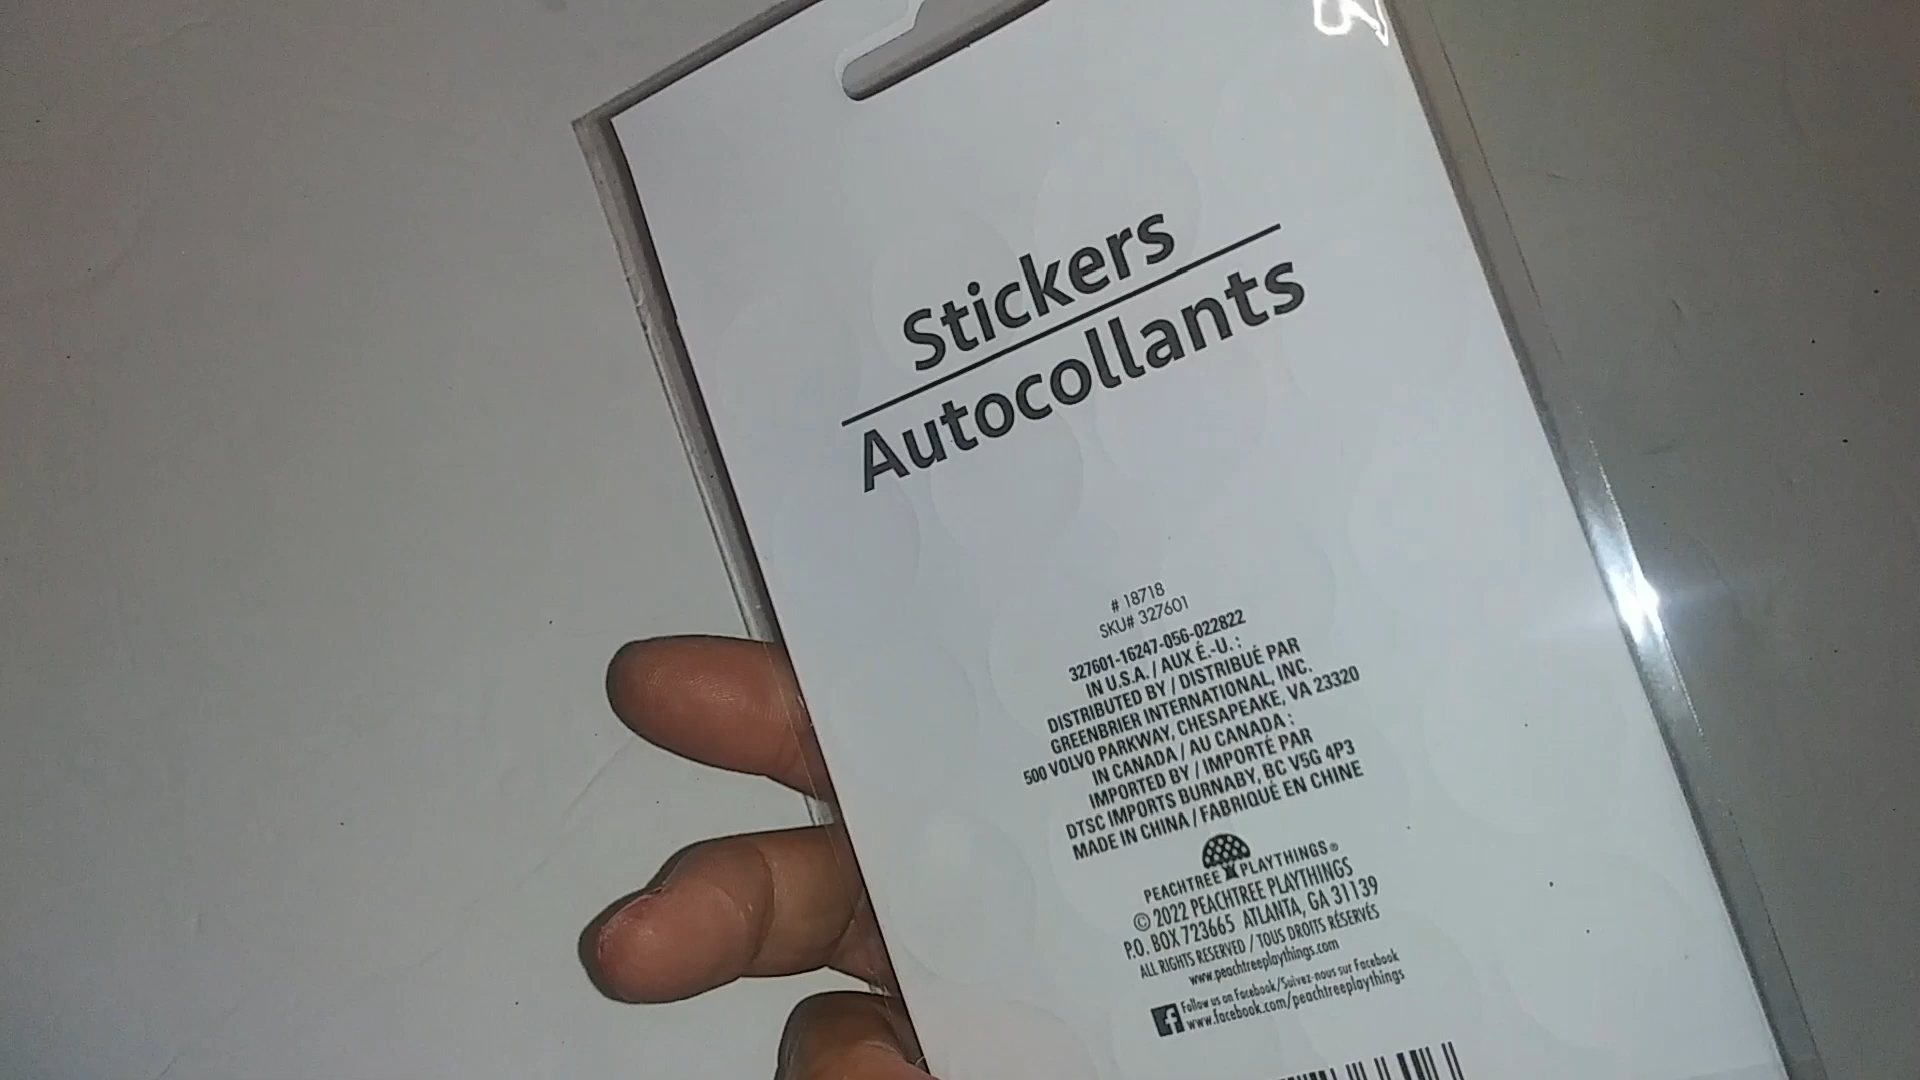 Stickers
Autocollants
# 18718
SKU# 327601
327601-16247-056-022822
IN U.S.A. / AUX É.-U. :
DISTRIBUTED BY / DISTRIBUÉ PAR
GREENBRIER INTERNATIONAL, INC.
500 VOLVO PARKWAY, CHESAPEAKE, VA 23320
IN CANADA / AU CANADA :
IMPORTED BY / IMPORTÉ PAR
DTSC IMPORTS BURNABY, BC V5G 4P3
MADE IN CHINA / FABRIQUÉ EN CHINE
PEACHTREE PLAYTHINGS®
© 2022 PEACHTREE PLAYTHINGS
P.O. BOX 723665 ATLANTA, GA 31139
ALL RIGHTS RESERVED / TOUS DROITS RÉSERVÉS
www.peachtreeplaythings.com
Follow us on Facebook/Suivez-nous sur Facebook
www.facebook.com/peachtreeplaythings